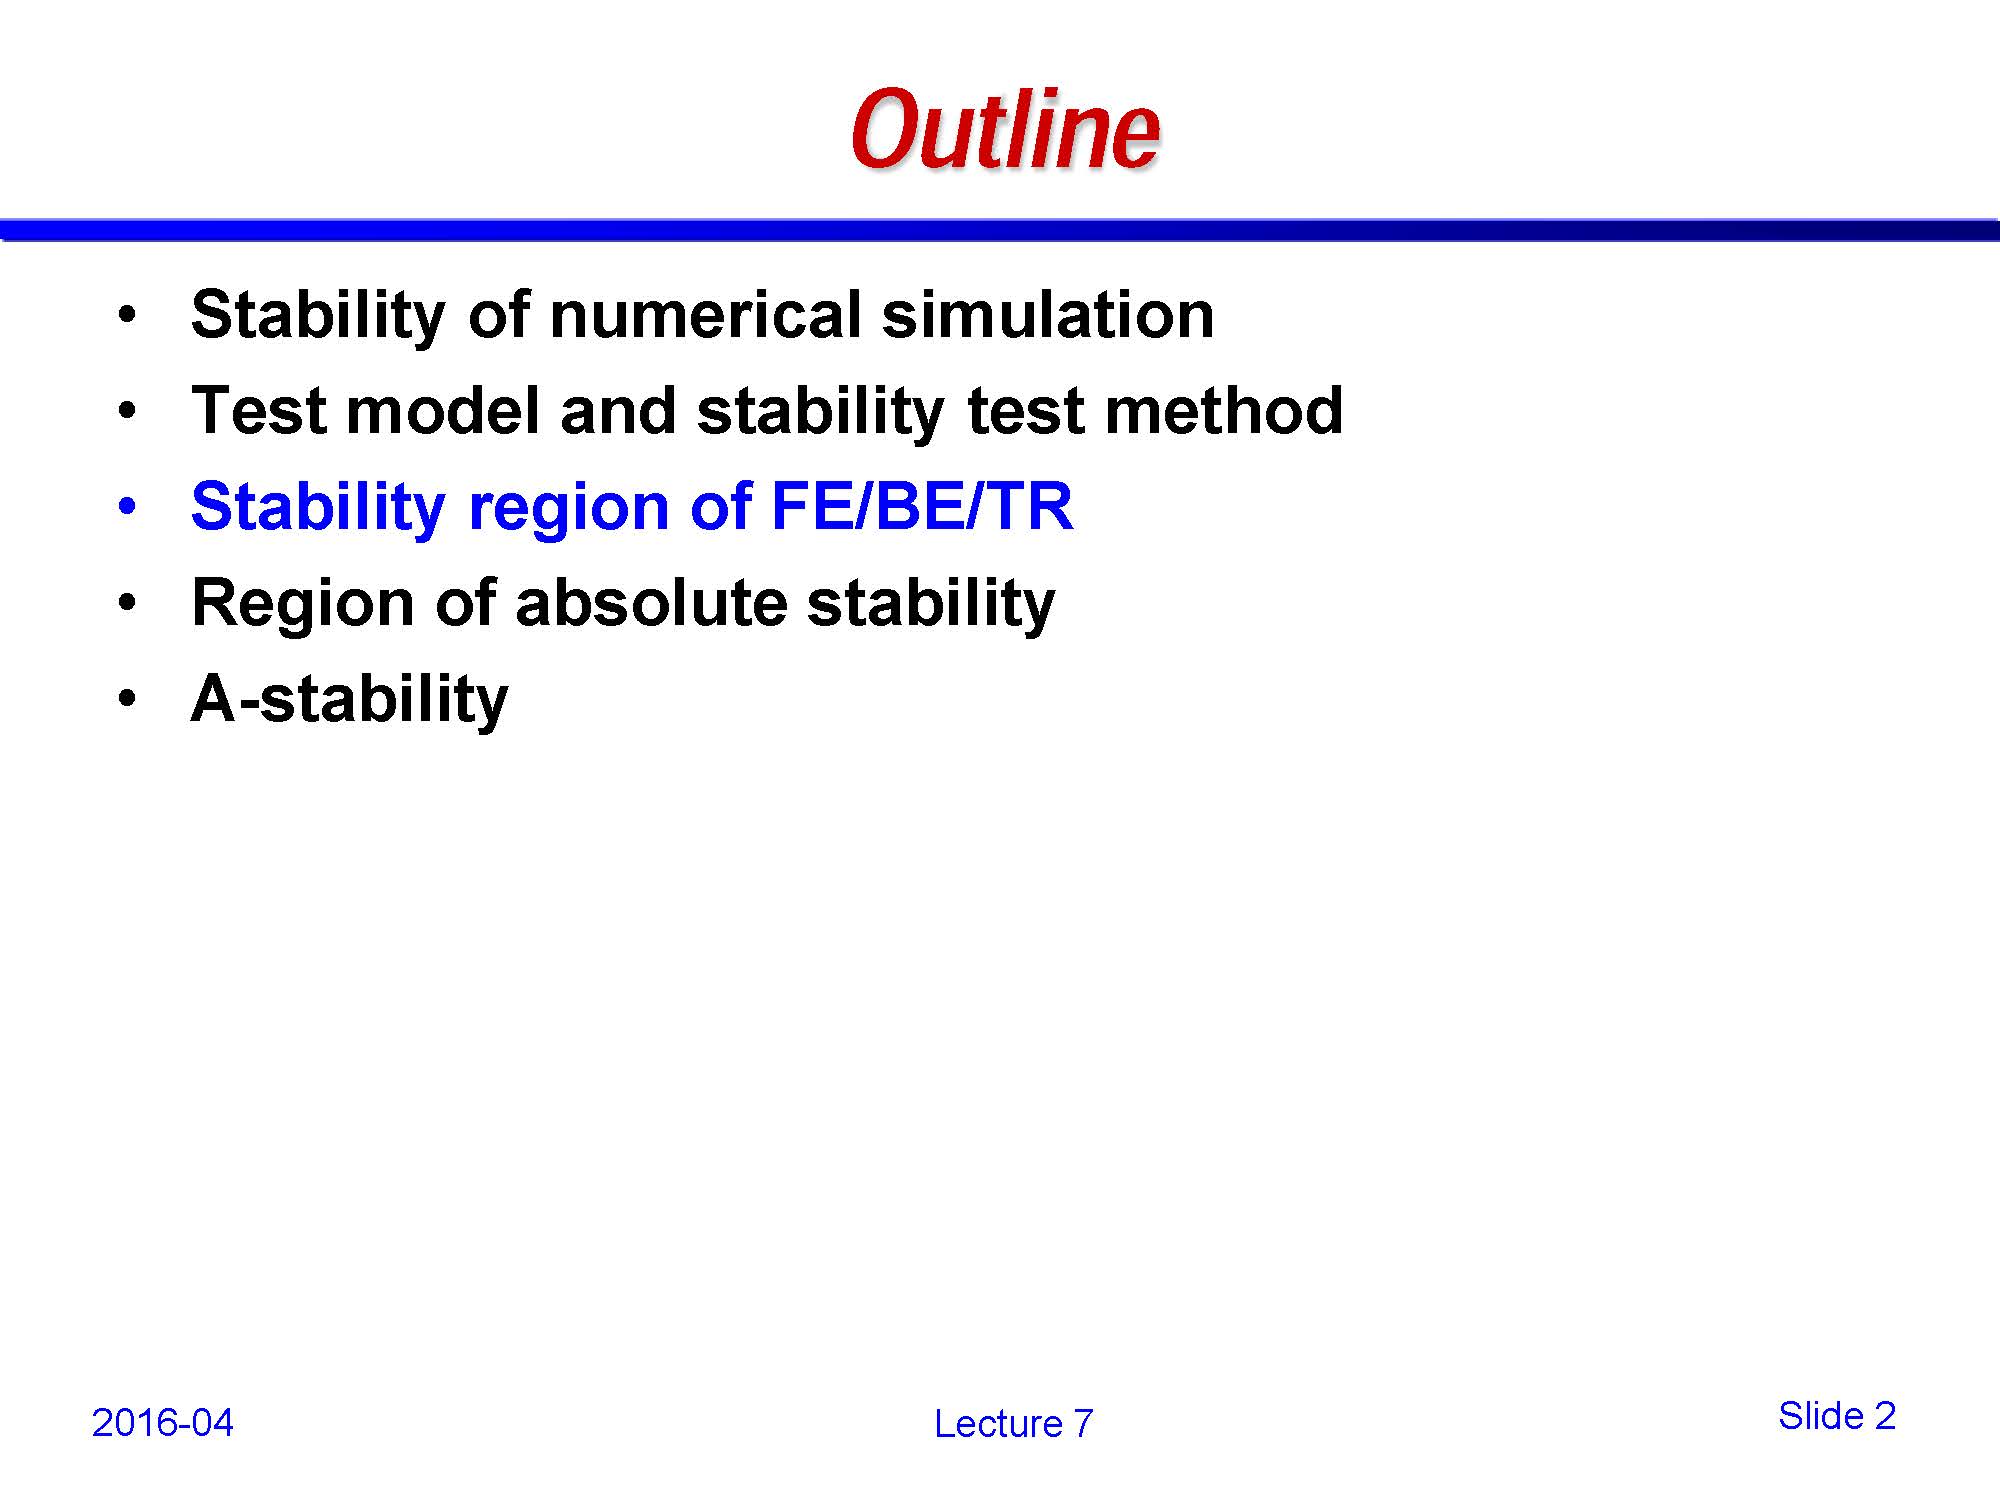 Outline
• Stability of numerical simulation
• Test model and stability test method
• Stability region of FE/BE/TR
• Region of absolute stability
• A-stability
2016-04
Lecture 7
Slide 2